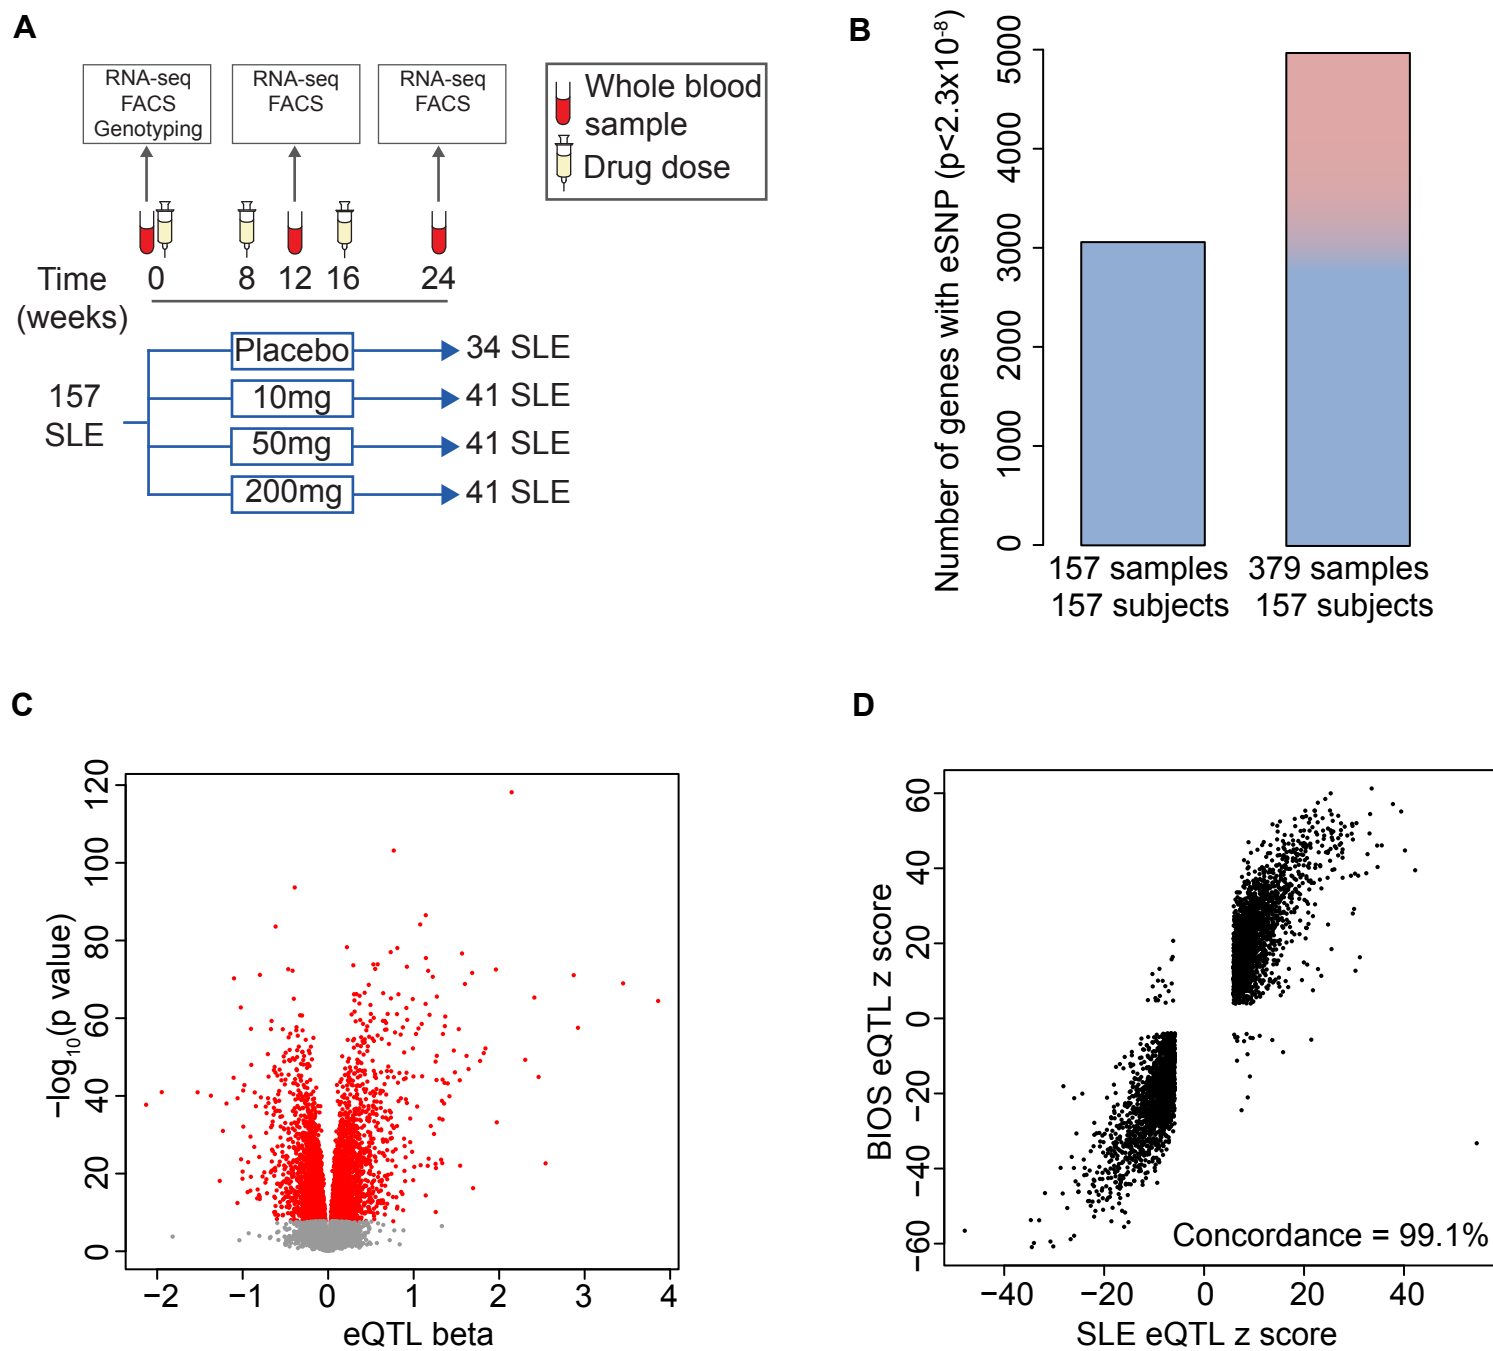 A
RNA-seq
FACS
Genotyping
RNA-seq
FACS
RNA-seq
FACS
Whole blood
sample
Drug dose
Time
(weeks)
0
8
12
16
24
157
SLE
Placebo
34 SLE
10mg
41 SLE
50mg
41 SLE
200mg
41 SLE
B
Number of genes with eSNP (p<2.3x10⁻⁸)
5000
4000
3000
2000
1000
0
157 samples
157 subjects
379 samples
157 subjects
C
−log₁₀(p value)
120
100
80
60
40
20
0
−2 −1 0 1 2 3 4
eQTL beta
D
BIOS eQTL z score
60
40
20
0
−20
−40
−60
Concordance = 99.1%
−40 −20 0 20 40
SLE eQTL z score